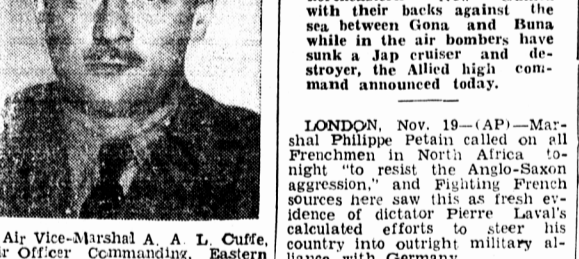 with their backs against the
sea between Gona and Buna
while in the air bombers have
sunk a Jap cruiser and de-
stroyer, the Allied high com-
mand announced today.
LONDON, Nov. 19—(AP)—Mar-
shal Philippe Petain called on all
Frenchmen in North Africa to-
night "to resist the Anglo-Saxon
aggression," and Fighting French
sources here saw this as fresh ev-
idence of dictator Pierre Laval's
calculated efforts to steer his
country into outright military al-
liance with Germany
Air Vice-Marshal A. A. L. Cuffe,
Officer Commanding, Eastern